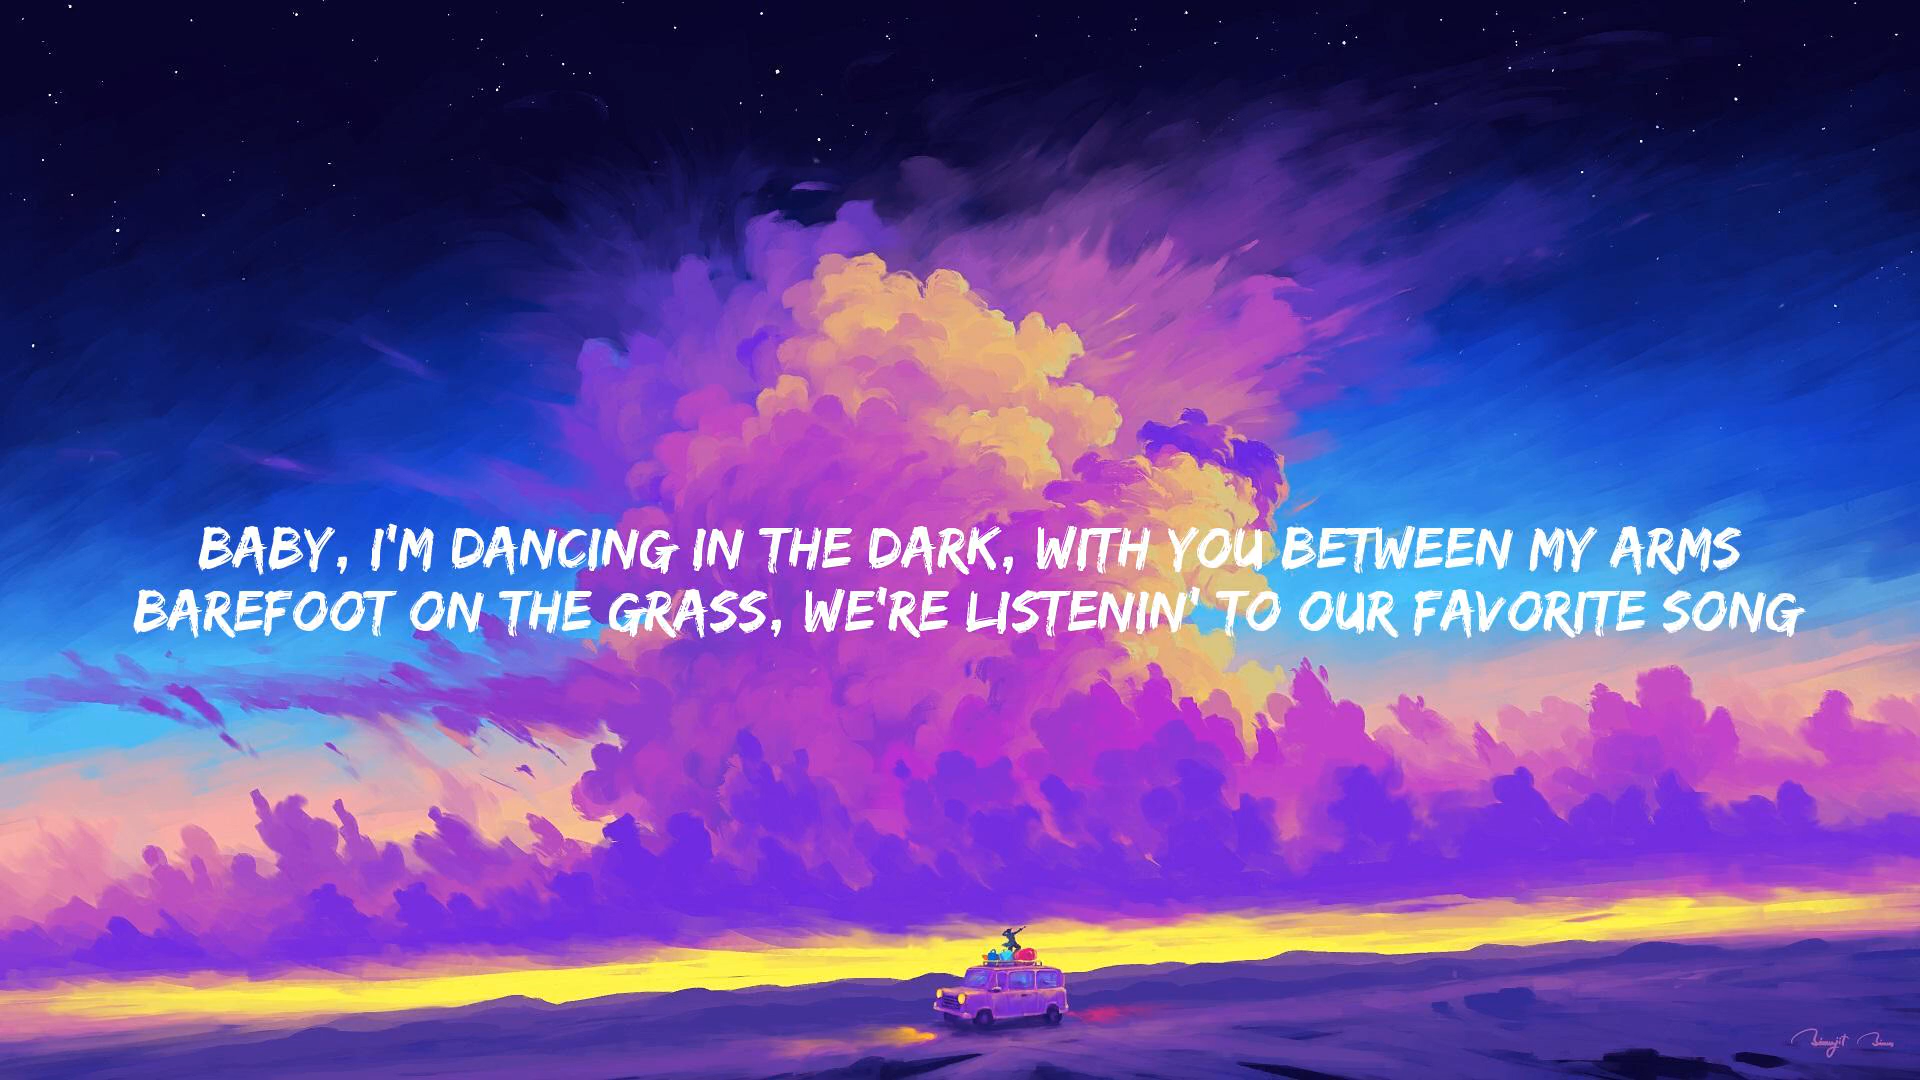 BABY, I'M DANCING IN THE DARK, WITH YOU BETWEEN MY ARMS
BAREFOOT ON THE GRASS, WE'RE LISTENIN' TO OUR FAVORITE SONG